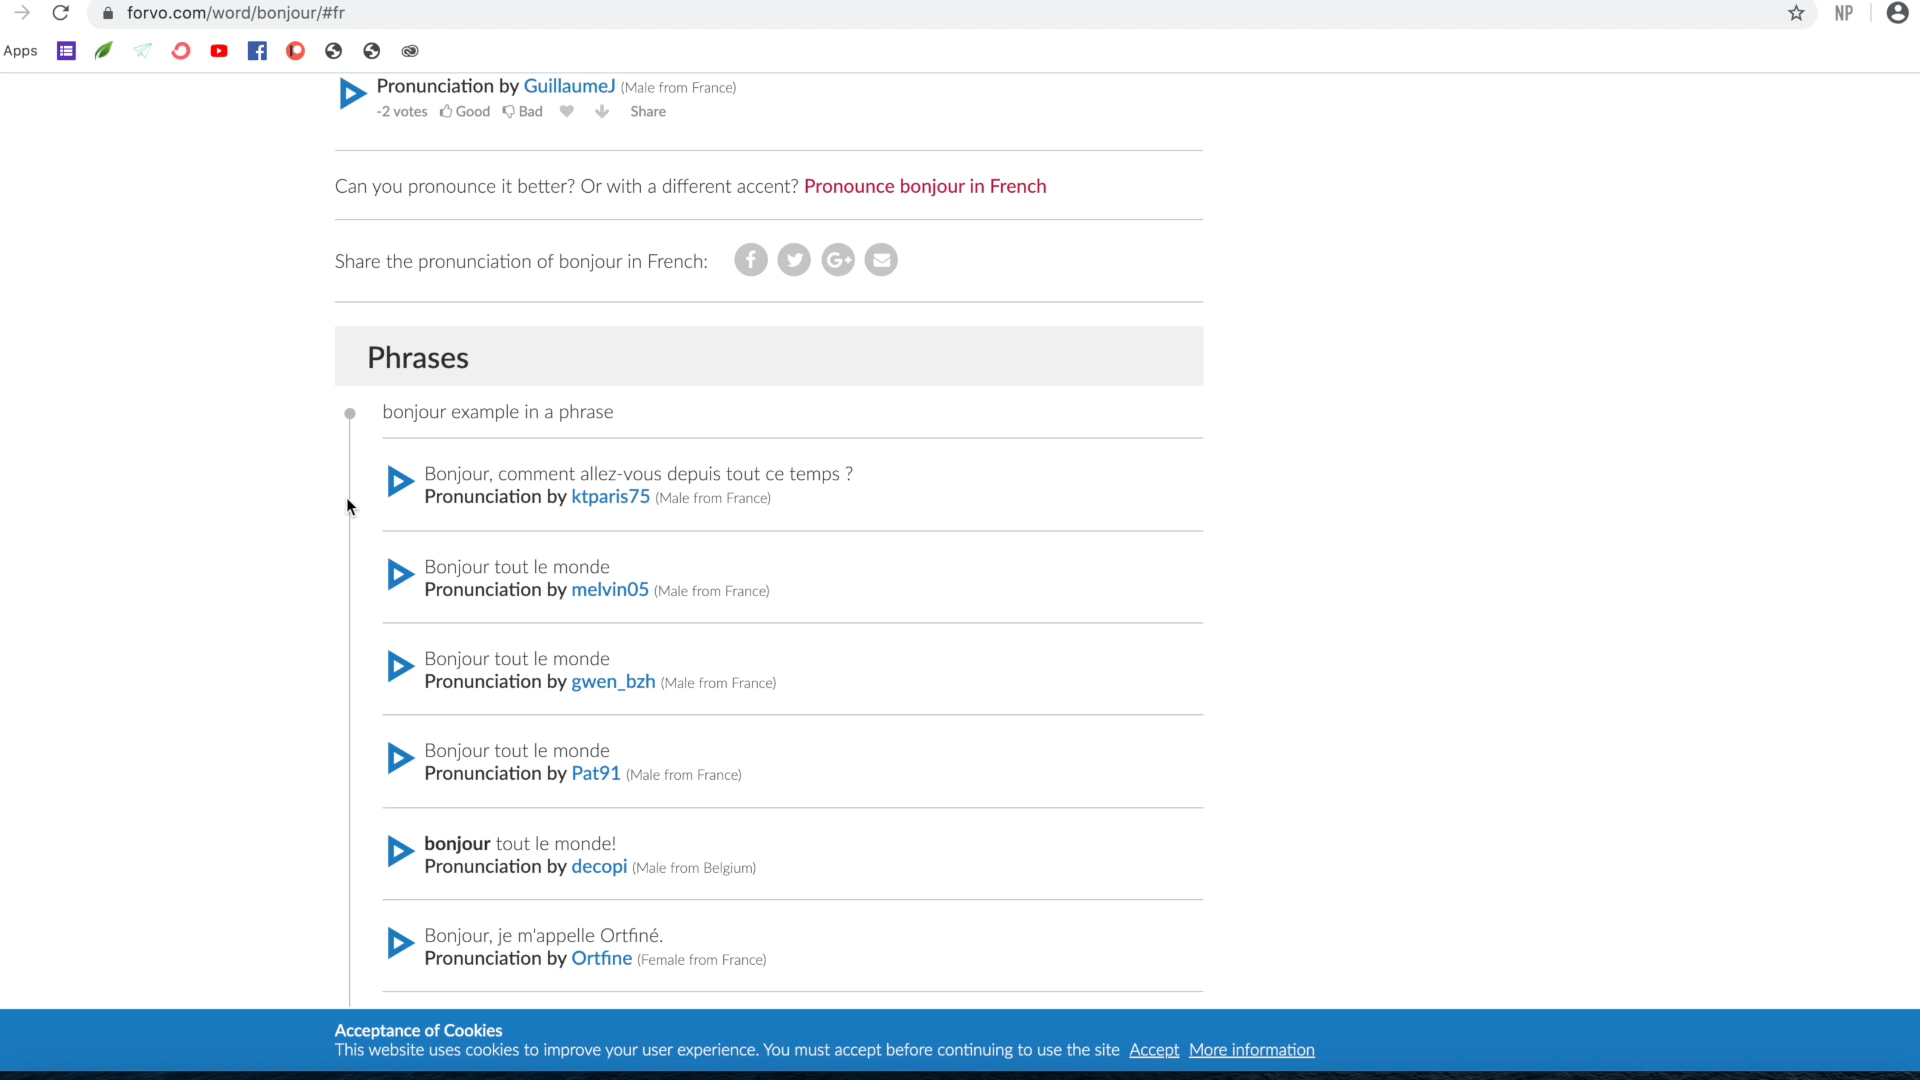 forvo.com/word/bonjour/#fr
NP
Apps
Pronunciation by GuillaumeJ (Male from France)
-2 votes Good Bad Share
Can you pronounce it better? Or with a different accent? Pronounce bonjour in French
Share the pronunciation of bonjour in French:
Phrases
bonjour example in a phrase
Bonjour, comment allez-vous depuis tout ce temps ?
Pronunciation by ktparis75 (Male from France)
Bonjour tout le monde
Pronunciation by melvin05 (Male from France)
Bonjour tout le monde
Pronunciation by gwen_bzh (Male from France)
Bonjour tout le monde
Pronunciation by Pat91 (Male from France)
bonjour tout le monde!
Pronunciation by decopi (Male from Belgium)
Bonjour, je m'appelle Ortfiné.
Pronunciation by Ortfine (Female from France)
Acceptance of Cookies
This website uses cookies to improve your user experience. You must accept before continuing to use the site Accept More information